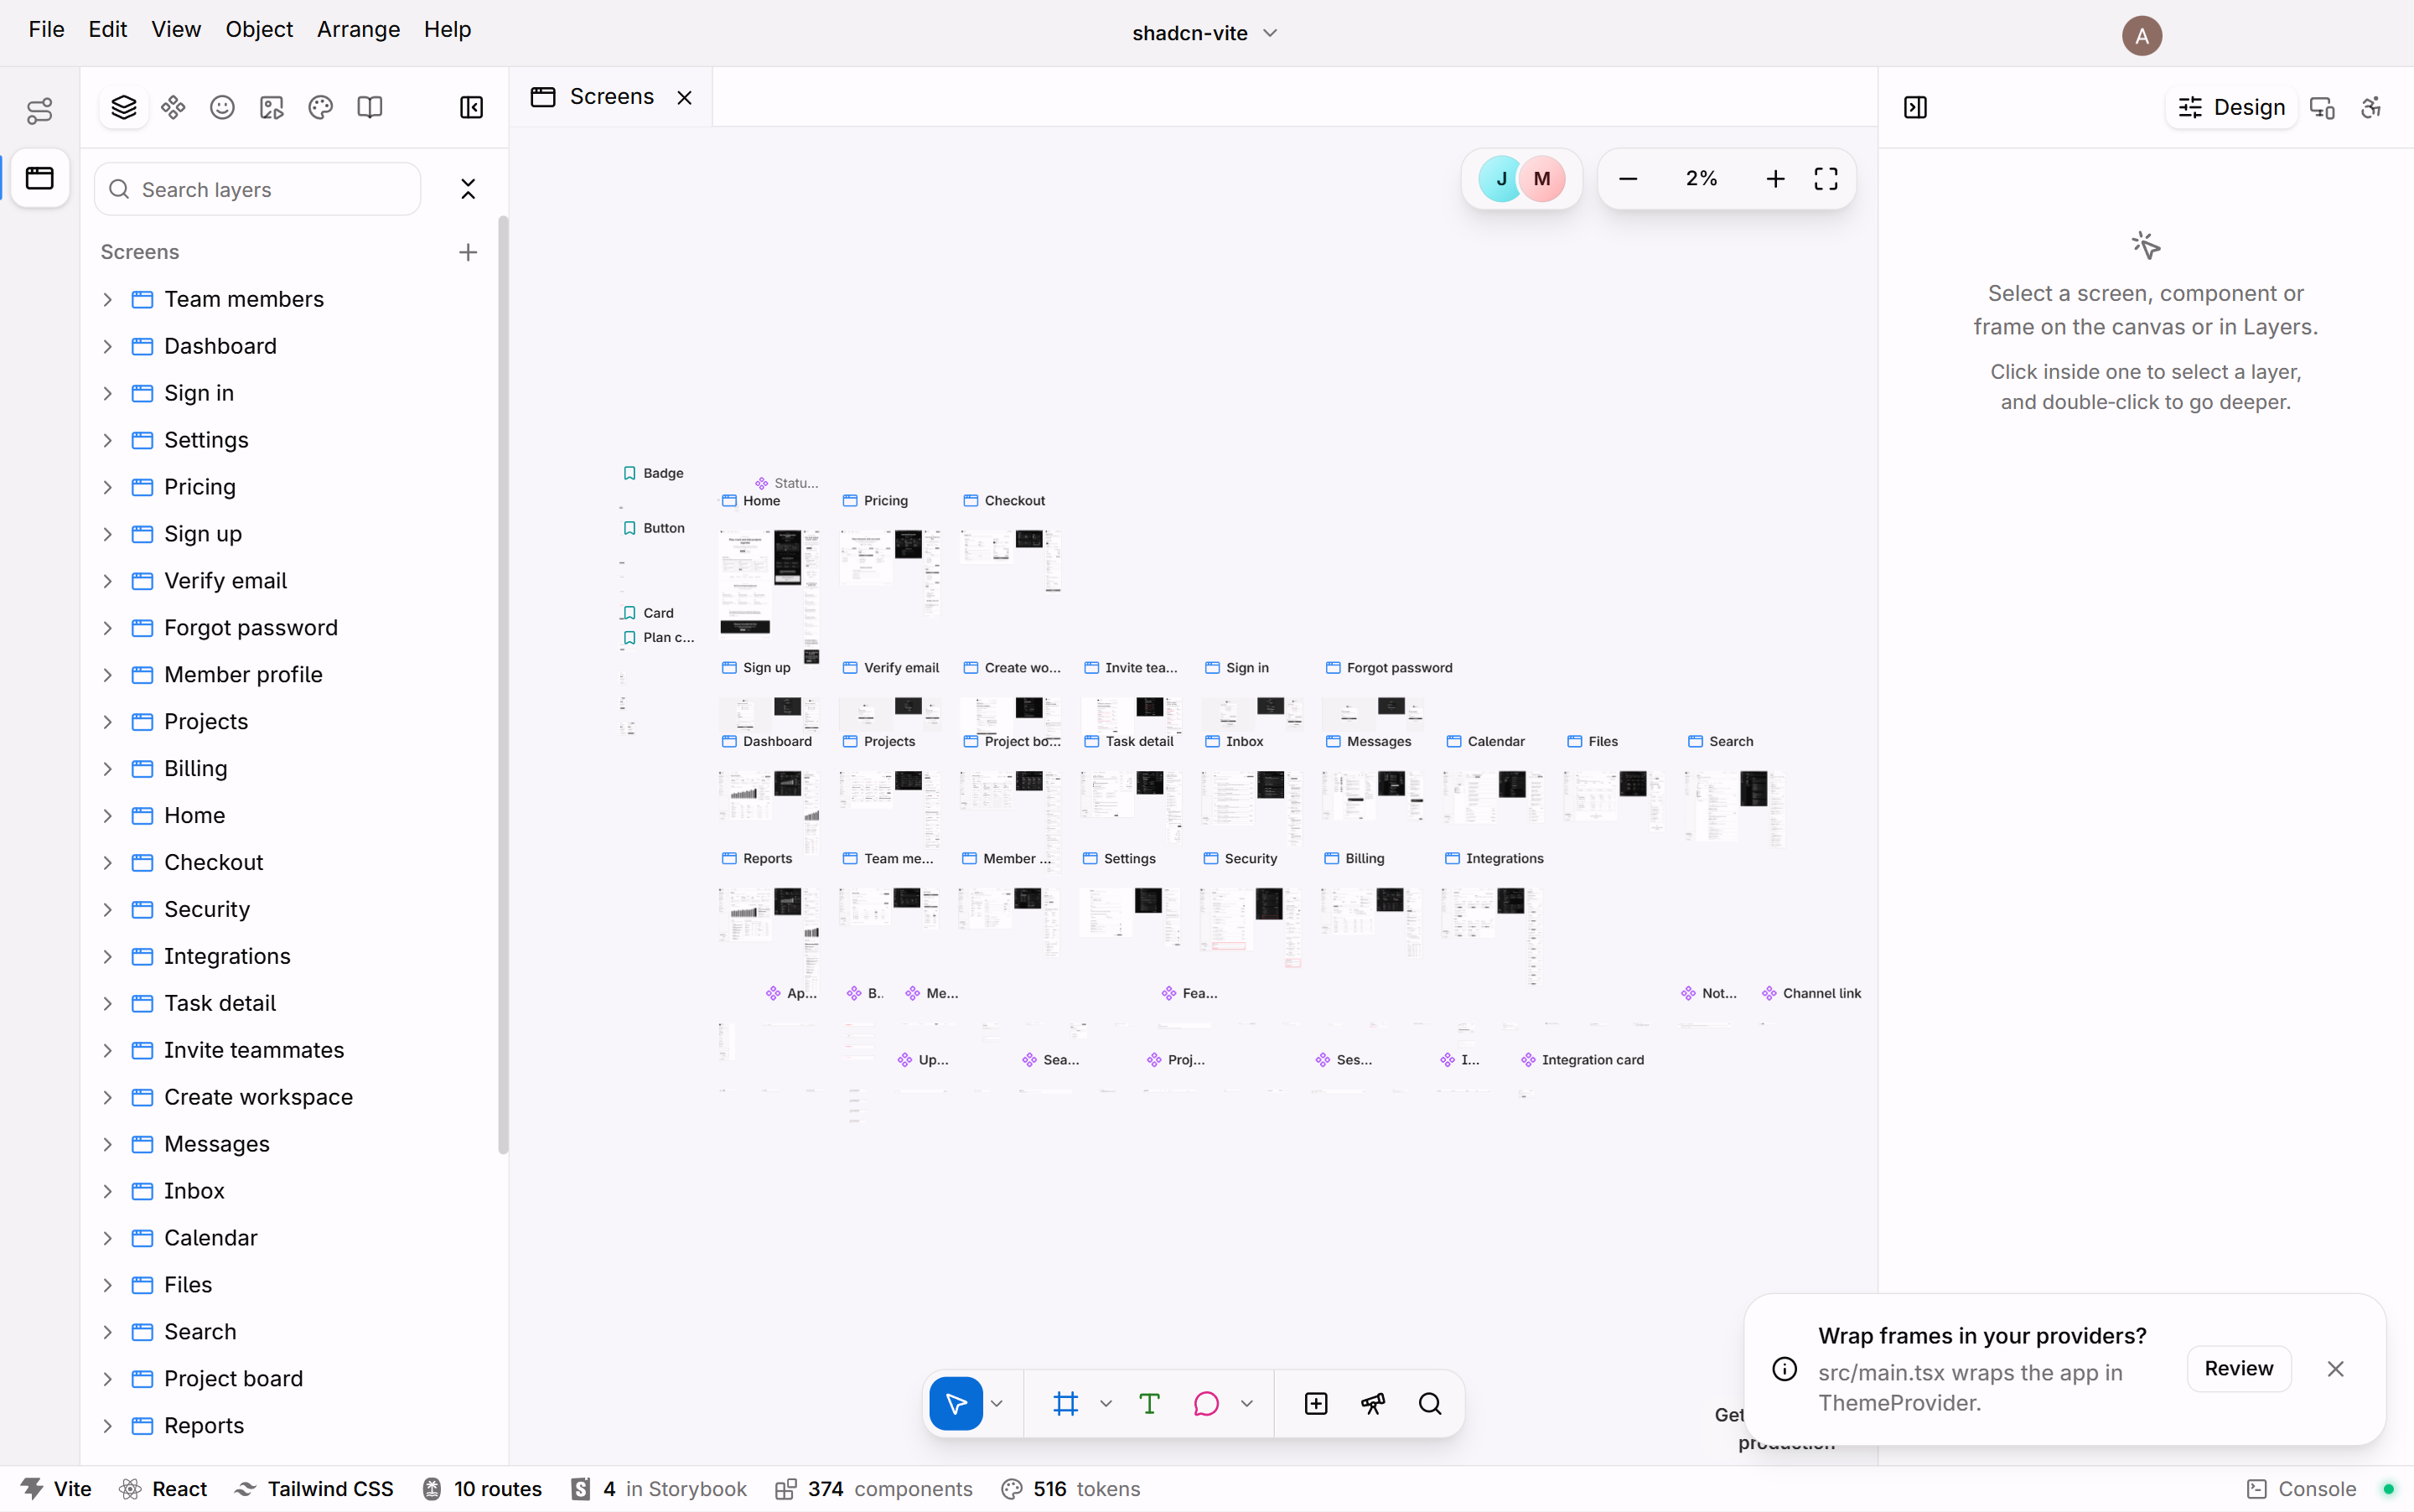 File Edit View Object Arrange Help
shadcn-vite
A
Screens
Design
Search layers
J M
2%
Screens
Team members
Dashboard
Sign in
Settings
Pricing
Sign up
Verify email
Forgot password
Member profile
Projects
Billing
Home
Checkout
Security
Integrations
Task detail
Invite teammates
Create workspace
Messages
Inbox
Calendar
Files
Search
Project board
Reports
Badge
Statu...
Home Pricing Checkout
Button
Card
Plan c...
Sign up Verify email Create wo... Invite tea... Sign in Forgot password
Dashboard Projects Project bo... Task detail Inbox Messages Calendar Files Search
Reports Team me... Member ... Settings Security Billing Integrations
Ap... B.. Me... Fea... Not... Channel link
Up... Sea... Proj... Ses... I... Integration card
Select a screen, component or
frame on the canvas or in Layers.
Click inside one to select a layer,
and double-click to go deeper.
Wrap frames in your providers?
src/main.tsx wraps the app in
ThemeProvider.
Review
Get
production
Vite React Tailwind CSS 10 routes 4 in Storybook 374 components 516 tokens Console